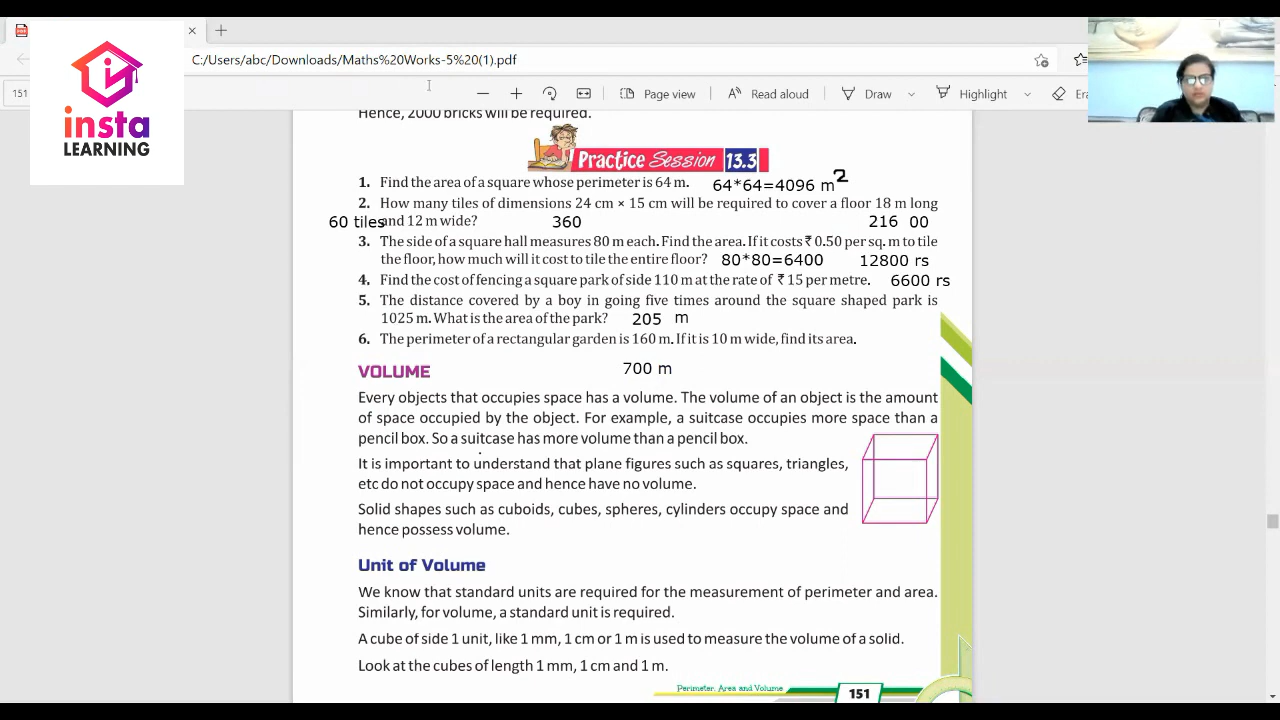 C:/Users/abc/Downloads/Maths%20Works-5%20(1).pdf
151
Page view
Read aloud
Draw
Highlight
Era
insta
LEARNING
Hence, 2000 bricks will be required.
Practice Session 13.3
1. Find the area of a square whose perimeter is 64 m. 64*64=4096 m2
2. How many tiles of dimensions 24 cm × 15 cm will be required to cover a floor 18 m long
60 tiles and 12 m wide? 360 216 00
3. The side of a square hall measures 80 m each. Find the area. If it costs ₹ 0.50 per sq. m to tile
the floor, how much will it cost to tile the entire floor? 80*80=6400 12800 rs
4. Find the cost of fencing a square park of side 110 m at the rate of ₹ 15 per metre. 6600 rs
5. The distance covered by a boy in going five times around the square shaped park is
1025 m. What is the area of the park? 205 m
6. The perimeter of a rectangular garden is 160 m. If it is 10 m wide, find its area.
700 m
VOLUME
Every objects that occupies space has a volume. The volume of an object is the amount
of space occupied by the object. For example, a suitcase occupies more space than a
pencil box. So a suitcase has more volume than a pencil box.
It is important to understand that plane figures such as squares, triangles,
etc do not occupy space and hence have no volume.
Solid shapes such as cuboids, cubes, spheres, cylinders occupy space and
hence possess volume.
Unit of Volume
We know that standard units are required for the measurement of perimeter and area.
Similarly, for volume, a standard unit is required.
A cube of side 1 unit, like 1 mm, 1 cm or 1 m is used to measure the volume of a solid.
Look at the cubes of length 1 mm, 1 cm and 1 m.
Perimeter, Area and Volume 151